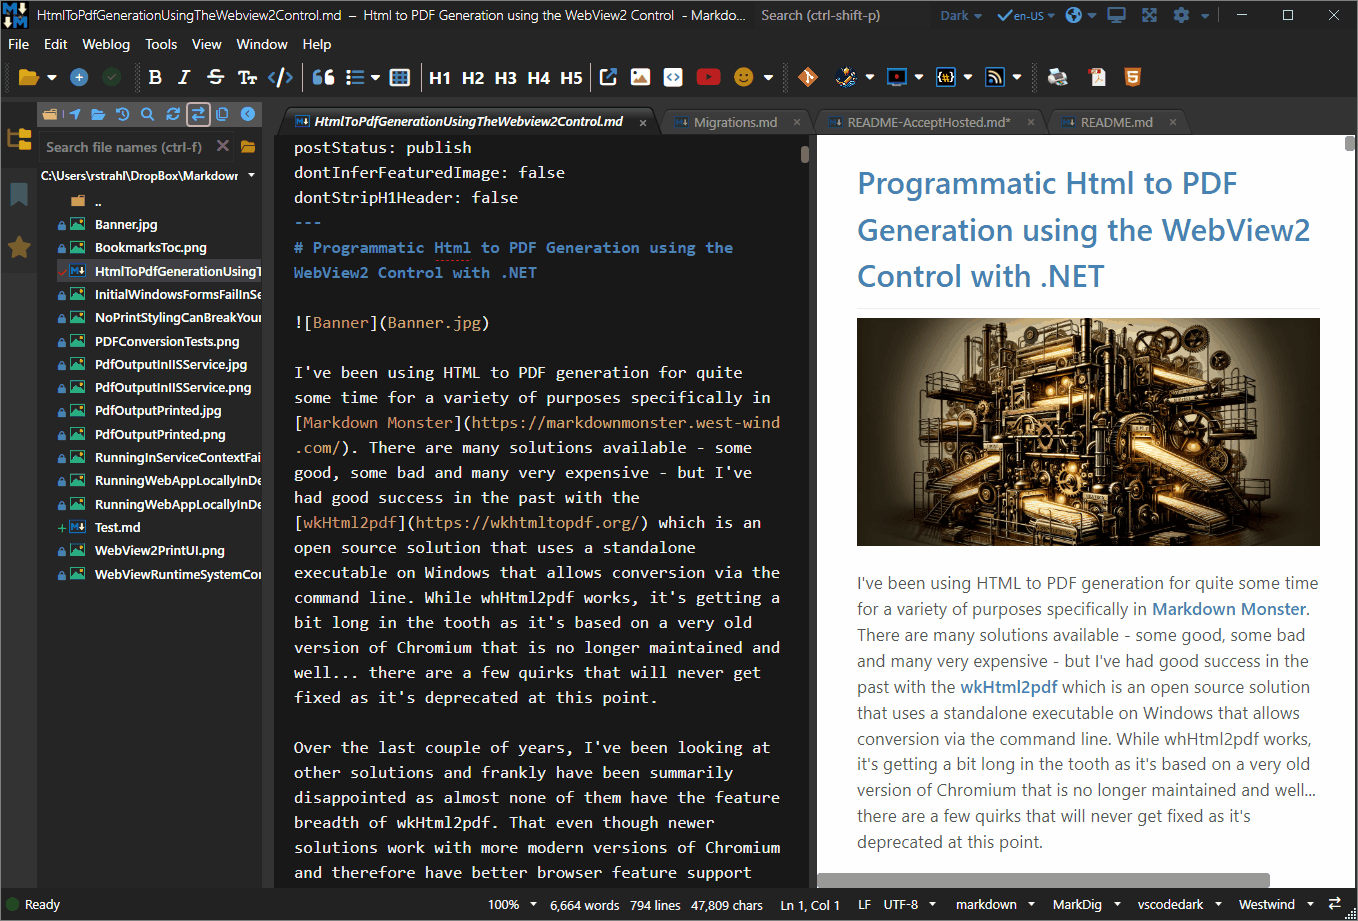 HtmlToPdfGenerationUsingTheWebview2Control.md – Html to PDF Generation using the WebView2 Control - Markdo...
Search (ctrl-shift-p)
Dark
en-US
File Edit Weblog Tools View Window Help
B I S Tт </> H1 H2 H3 H4 H5
Search file names (ctrl-f)
C:\Users\rstrahl\DropBox\Markdowr
..
Banner.jpg
BookmarksToc.png
HtmlToPdfGenerationUsingT
InitialWindowsFormsFailInSe
NoPrintStylingCanBreakYour
PDFConversionTests.png
PdfOutputInIISService.jpg
PdfOutputInIISService.png
PdfOutputPrinted.jpg
PdfOutputPrinted.png
RunningInServiceContextFai
RunningWebAppLocallyInDe
RunningWebAppLocallyInDe
Test.md
WebView2PrintUI.png
WebViewRuntimeSystemCor
HtmlToPdfGenerationUsingTheWebview2Control.md
Migrations.md
README-AcceptHosted.md*
README.md
postStatus: publish
dontInferFeaturedImage: false
dontStripH1Header: false
---
# Programmatic Html to PDF Generation using the
WebView2 Control with .NET
![Banner](Banner.jpg)
I've been using HTML to PDF generation for quite
some time for a variety of purposes specifically in
[Markdown Monster](https://markdownmonster.west-wind
.com/). There are many solutions available - some
good, some bad and many very expensive - but I've
had good success in the past with the
[wkHtml2pdf](https://wkhtmltopdf.org/) which is an
open source solution that uses a standalone
executable on Windows that allows conversion via the
command line. While whHtml2pdf works, it's getting a
bit long in the tooth as it's based on a very old
version of Chromium that is no longer maintained and
well... there are a few quirks that will never get
fixed as it's deprecated at this point.
Over the last couple of years, I've been looking at
other solutions and frankly have been summarily
disappointed as almost none of them have the feature
breadth of wkHtml2pdf. That even though newer
solutions work with more modern versions of Chromium
and therefore have better browser feature support
Programmatic Html to PDF
Generation using the WebView2
Control with .NET
I've been using HTML to PDF generation for quite some time
for a variety of purposes specifically in Markdown Monster.
There are many solutions available - some good, some bad
and many very expensive - but I've had good success in the
past with the wkHtml2pdf which is an open source solution
that uses a standalone executable on Windows that allows
conversion via the command line. While whHtml2pdf works,
it's getting a bit long in the tooth as it's based on a very old
version of Chromium that is no longer maintained and well...
there are a few quirks that will never get fixed as it's
deprecated at this point.
Ready
100% 6,664 words 794 lines 47,809 chars Ln 1, Col 1 LF UTF-8 markdown MarkDig vscodedark Westwind